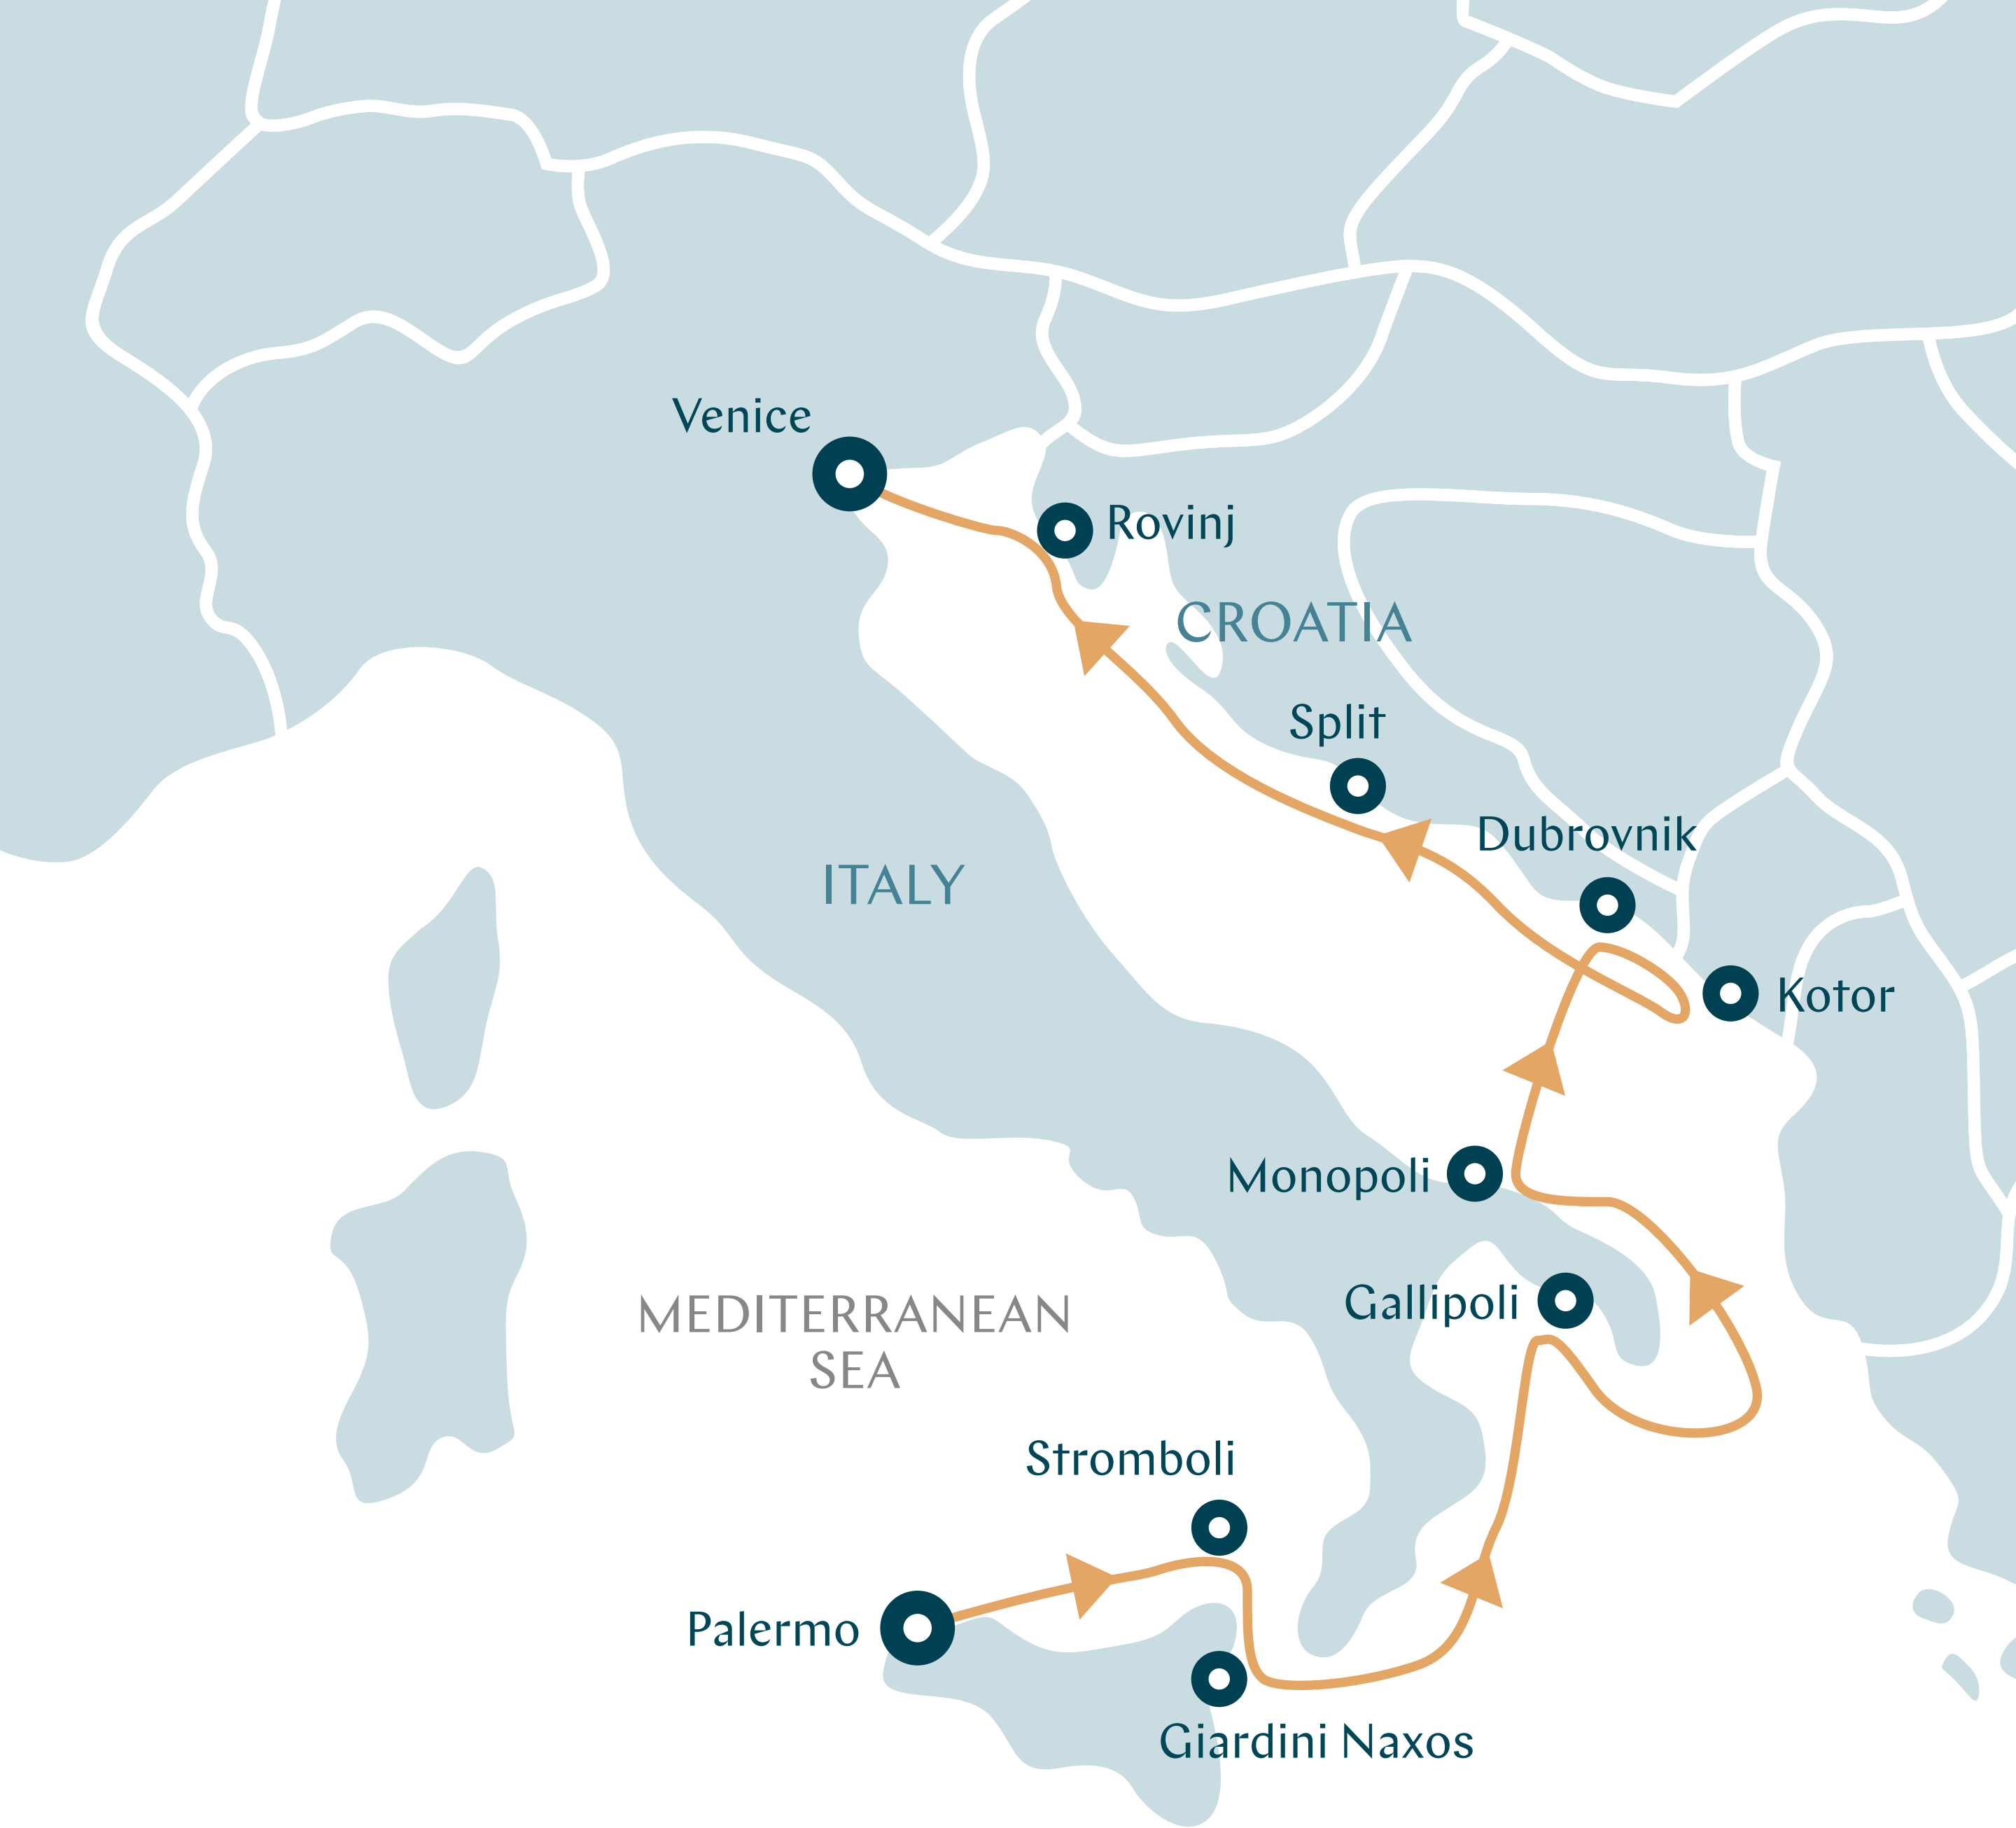 Venice
Rovinj
CROATIA
Split
Dubrovnik
ITALY
Kotor
Monopoli
Gallipoli
MEDITERRANEAN
SEA
Stromboli
Palermo
Giardini Naxos